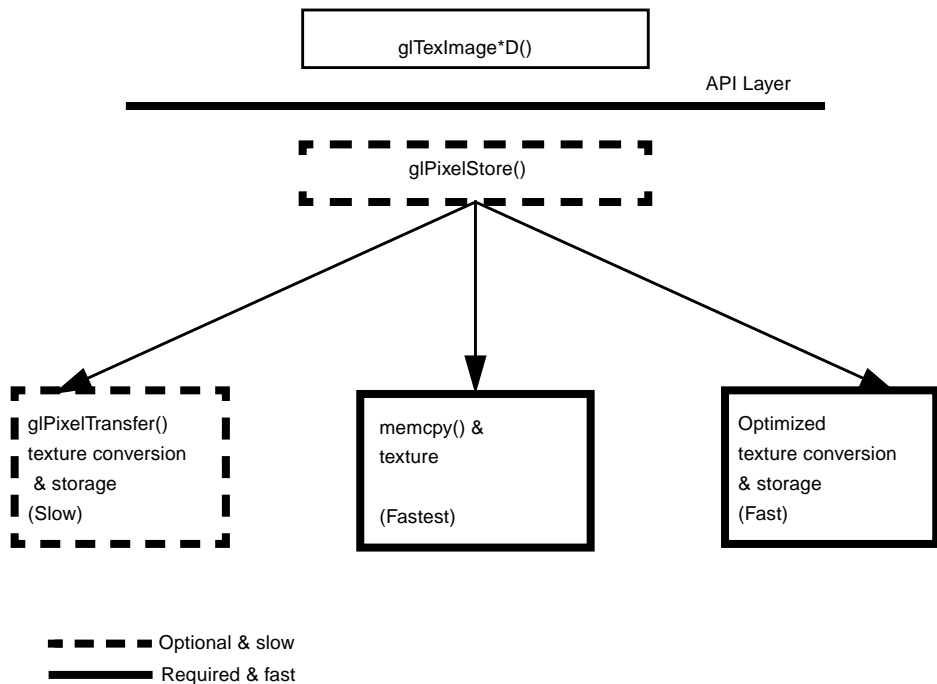 glTexImage*D()
API Layer
glPixelStore()
glPixelTransfer()
texture conversion
& storage
(Slow)
memcpy() &
texture
(Fastest)
Optimized
texture conversion
& storage
(Fast)
Optional & slow
Required & fast